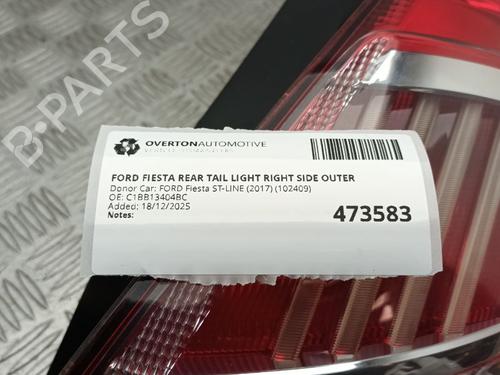 B-PARTS
OVERTONAUTOMOTIVE
FORD FIESTA REAR TAIL LIGHT RIGHT SIDE OUTER
Donor Car: FORD Fiesta ST-LINE (2017) (102409)
OE: C1BB13404BC
Added: 18/12/2025
Notes:
473583